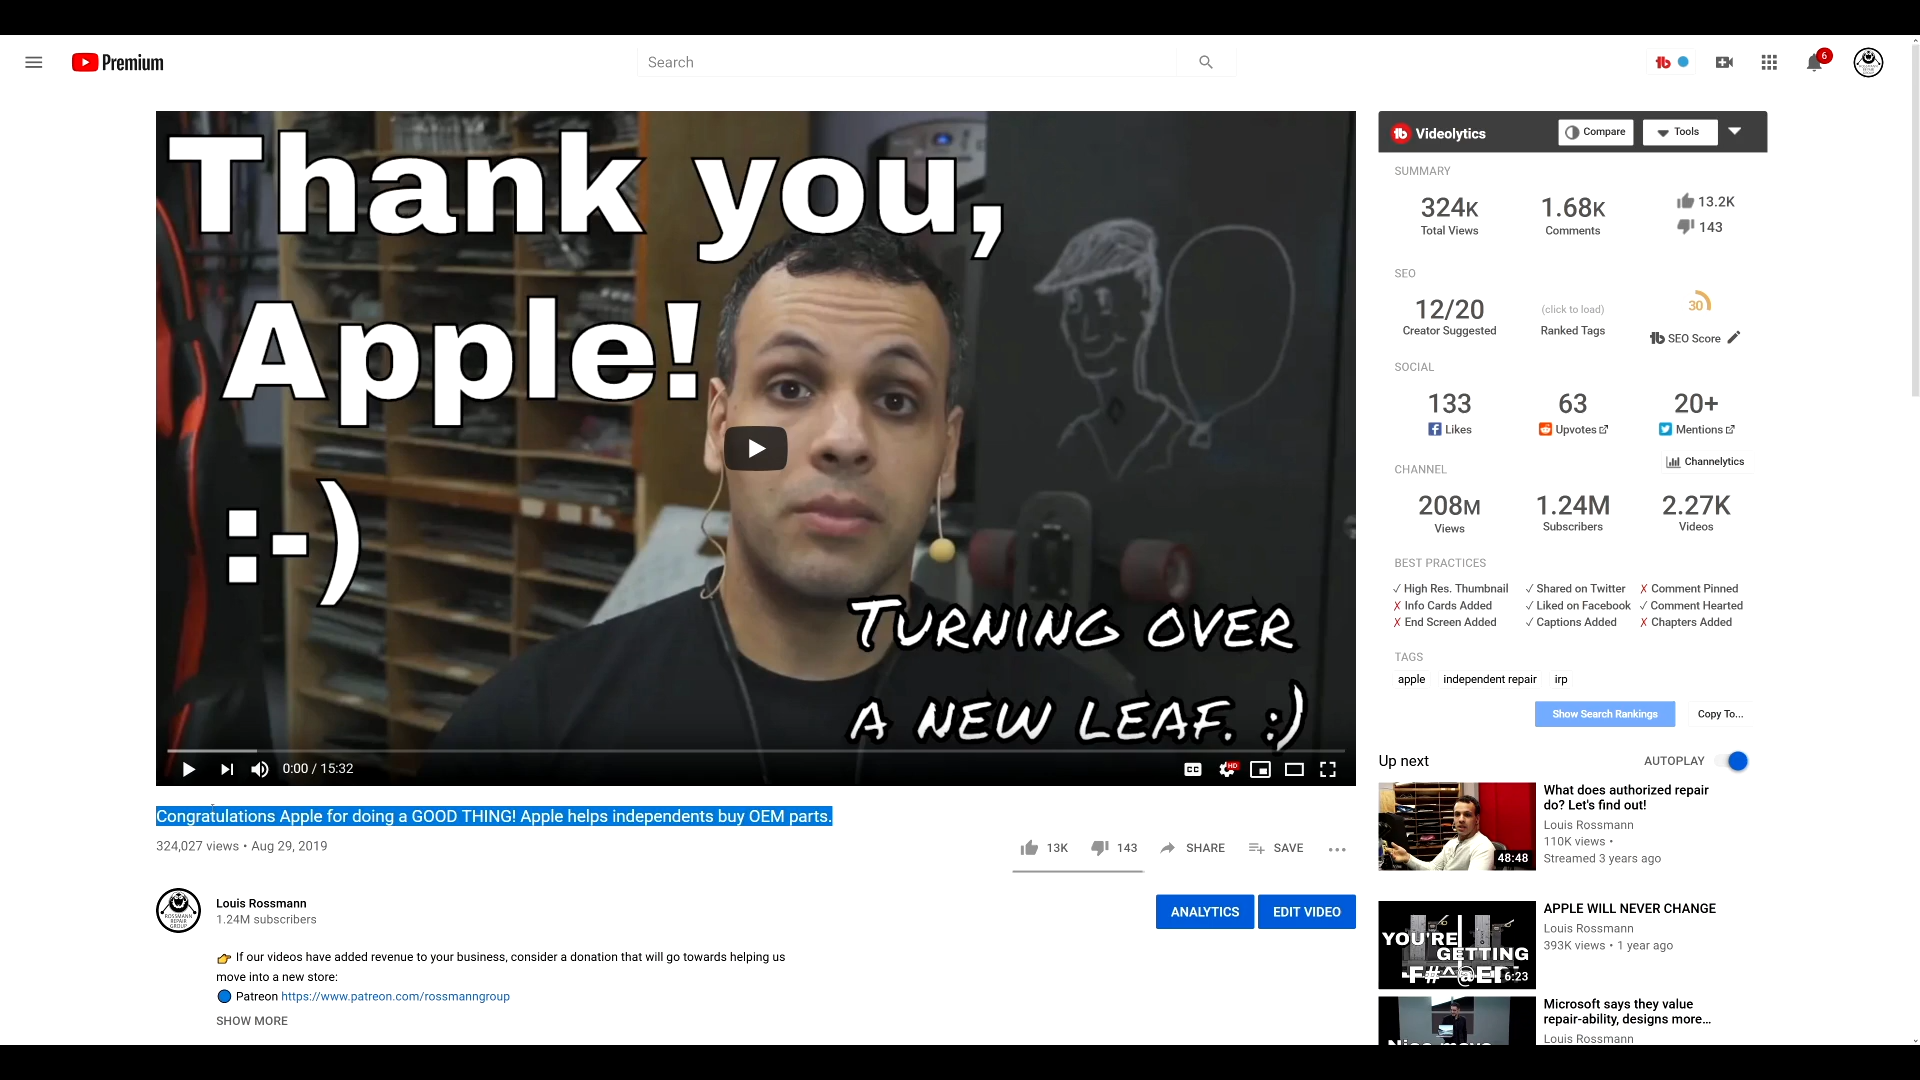 Premium
Search
6
Thank you,
Apple!
:-)
TURNING OVER
A NEW LEAF. :)
0:00 / 15:32
CC
HD
Congratulations Apple for doing a GOOD THING! Apple helps independents buy OEM parts.
324,027 views • Aug 29, 2019
13K
143
SHARE
SAVE
Louis Rossmann
1.24M subscribers
ANALYTICS
EDIT VIDEO
👉 If our videos have added revenue to your business, consider a donation that will go towards helping us
move into a new store:
🔵 Patreon https://www.patreon.com/rossmanngroup
SHOW MORE
Videolytics
Compare
Tools
SUMMARY
324K
Total Views
1.68K
Comments
13.2K
143
SEO
12/20
Creator Suggested
(click to load)
Ranked Tags
30
SEO Score
SOCIAL
133
Likes
63
Upvotes
20+
Mentions
Channelytics
CHANNEL
208M
Views
1.24M
Subscribers
2.27K
Videos
BEST PRACTICES
✓ High Res. Thumbnail ✓ Shared on Twitter ✗ Comment Pinned
✗ Info Cards Added ✓ Liked on Facebook ✓ Comment Hearted
✗ End Screen Added ✓ Captions Added ✗ Chapters Added
TAGS
apple independent repair irp
Show Search Rankings
Copy To...
Up next
AUTOPLAY
48:48
What does authorized repair
do? Let's find out!
Louis Rossmann
110K views •
Streamed 3 years ago
YOU'RE
GETTING
F#^@ED
6:23
APPLE WILL NEVER CHANGE
Louis Rossmann
393K views • 1 year ago
Nice move
Microsoft says they value
repair-ability, designs more...
Louis Rossmann